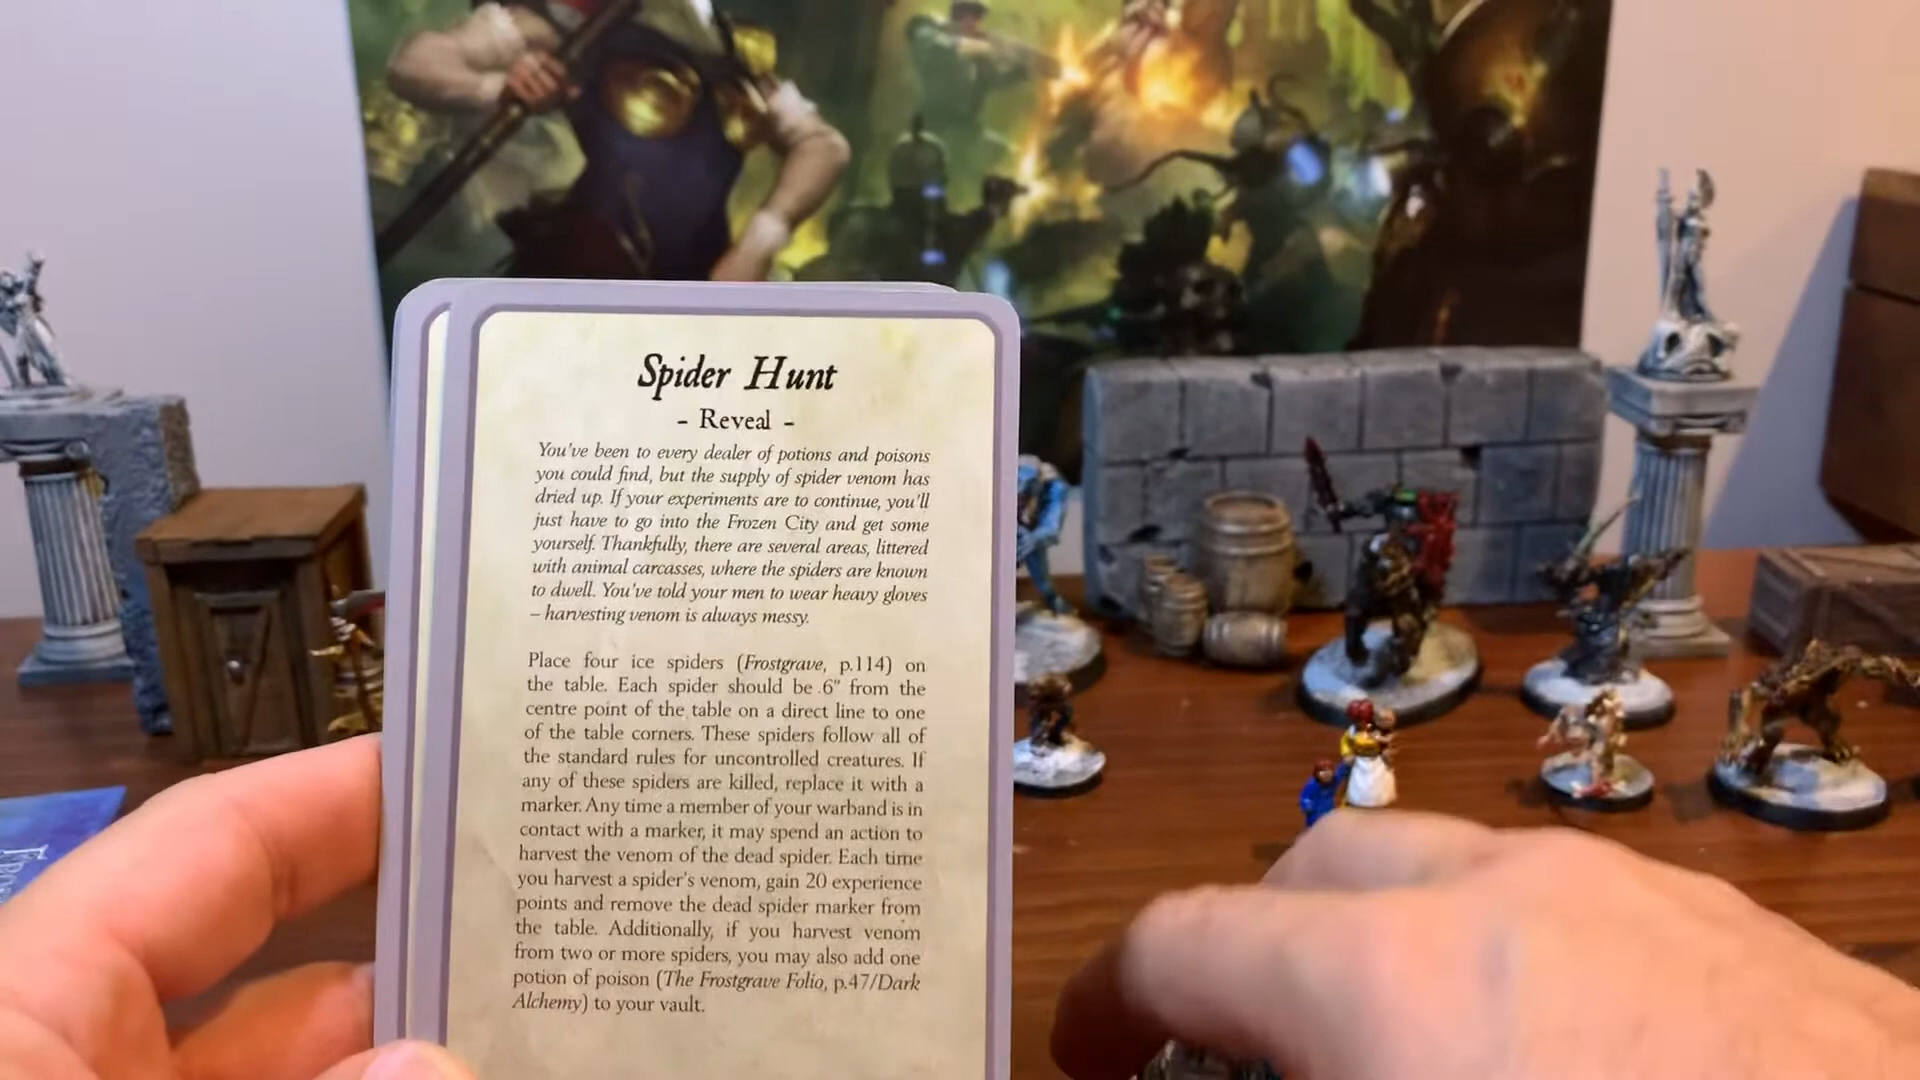 Spider Hunt
- Reveal -
You've been to every dealer of potions and poisons
you could find, but the supply of spider venom has
dried up. If your experiments are to continue, you'll
just have to go into the Frozen City and get some
yourself. Thankfully, there are several areas, littered
with animal carcasses, where the spiders are known
to dwell. You've told your men to wear heavy gloves
– harvesting venom is always messy.
Place four ice spiders (Frostgrave, p.114) on
the table. Each spider should be 6" from the
centre point of the table on a direct line to one
of the table corners. These spiders follow all of
the standard rules for uncontrolled creatures. If
any of these spiders are killed, replace it with a
marker. Any time a member of your warband is in
contact with a marker, it may spend an action to
harvest the venom of the dead spider. Each time
you harvest a spider's venom, gain 20 experience
points and remove the dead spider marker from
the table. Additionally, if you harvest venom
from two or more spiders, you may also add one
potion of poison (The Frostgrave Folio, p.47/Dark
Alchemy) to your vault.